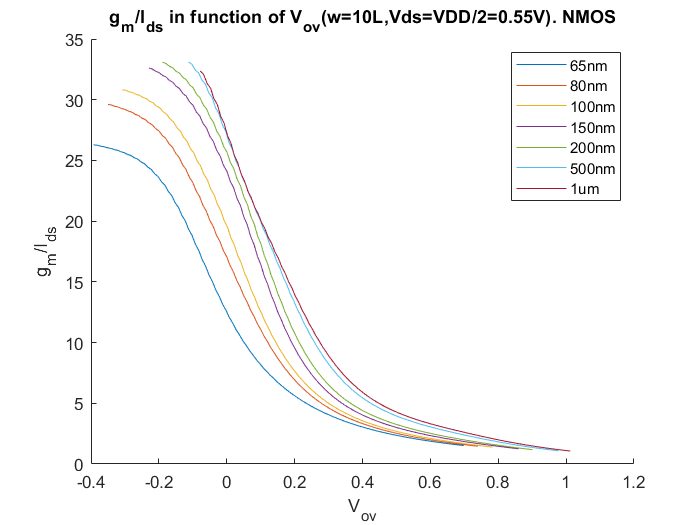 gm/Ids in function of Vov(w=10L,Vds=VDD/2=0.55V). NMOS
35
30
25
20
15
10
5
0
gm/Ids
-0.4 -0.2 0 0.2 0.4 0.6 0.8 1 1.2
Vov
65nm
80nm
100nm
150nm
200nm
500nm
1um